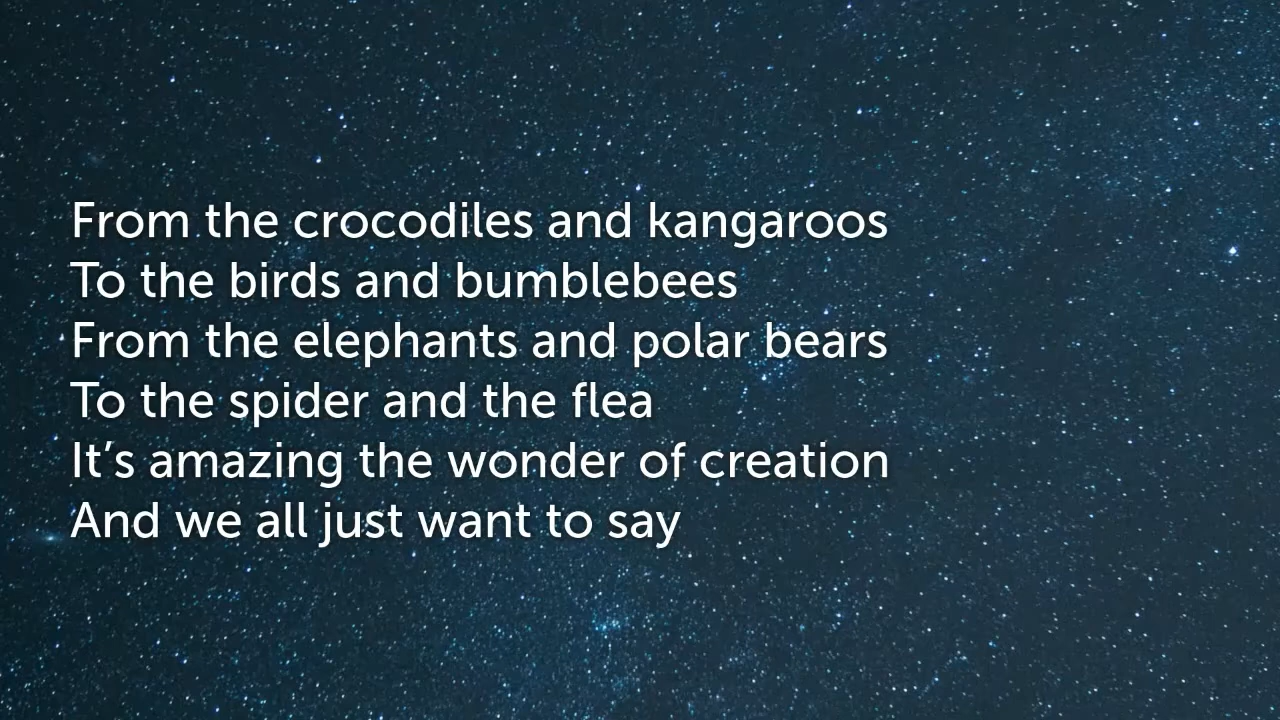 From the crocodiles and kangaroos
To the birds and bumblebees
From the elephants and polar bears
To the spider and the flea
It’s amazing the wonder of creation
And we all just want to say